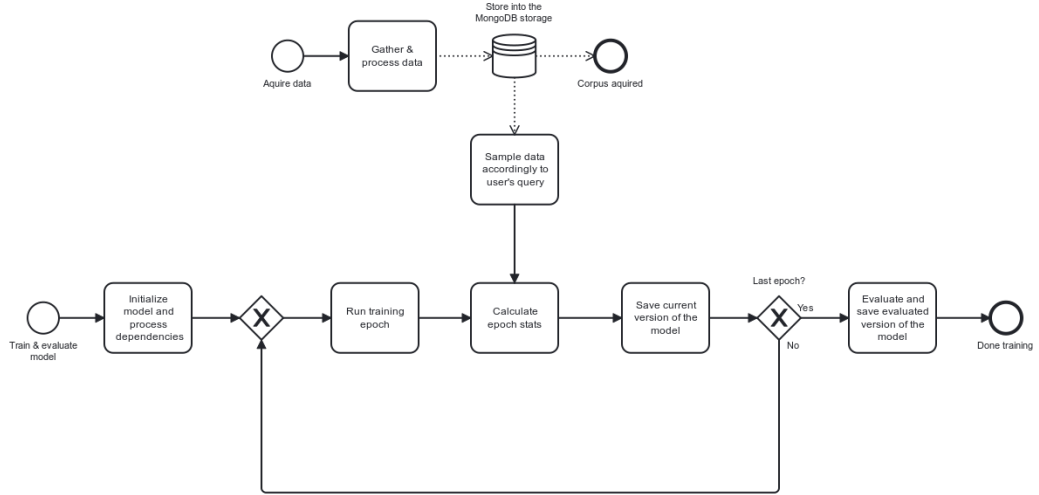 Store into the
MongoDB storage
Gather &
process data
Aquire data
Corpus aquired
Sample data
accordingly to
user's query
Last epoch?
Initialize
model and
process
dependencies
X
Run training
epoch
Calculate
epoch stats
Save current
version of the
model
X
Yes
No
Evaluate and
save evaluated
version of the
model
Train & evaluate
model
Done training